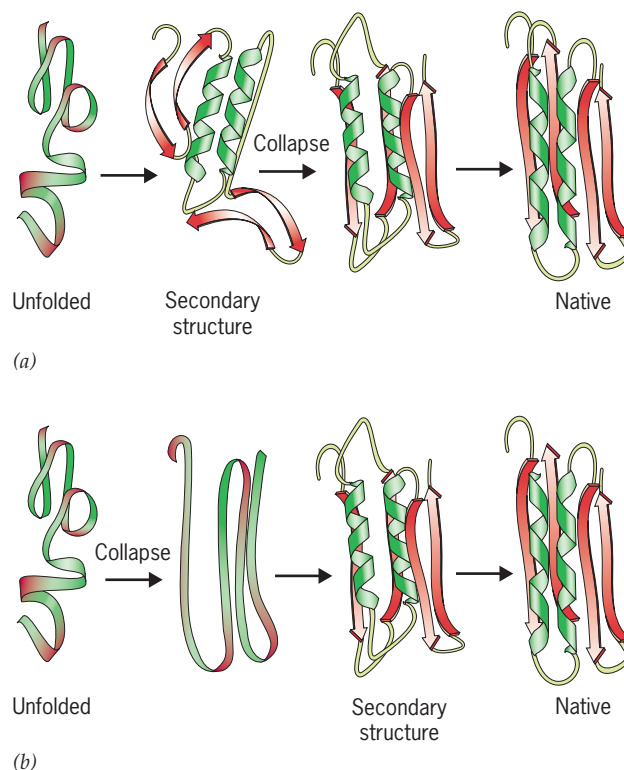 Collapse
Unfolded
Secondary
structure
Native
(a)
Collapse
Unfolded
Secondary
structure
Native
(b)